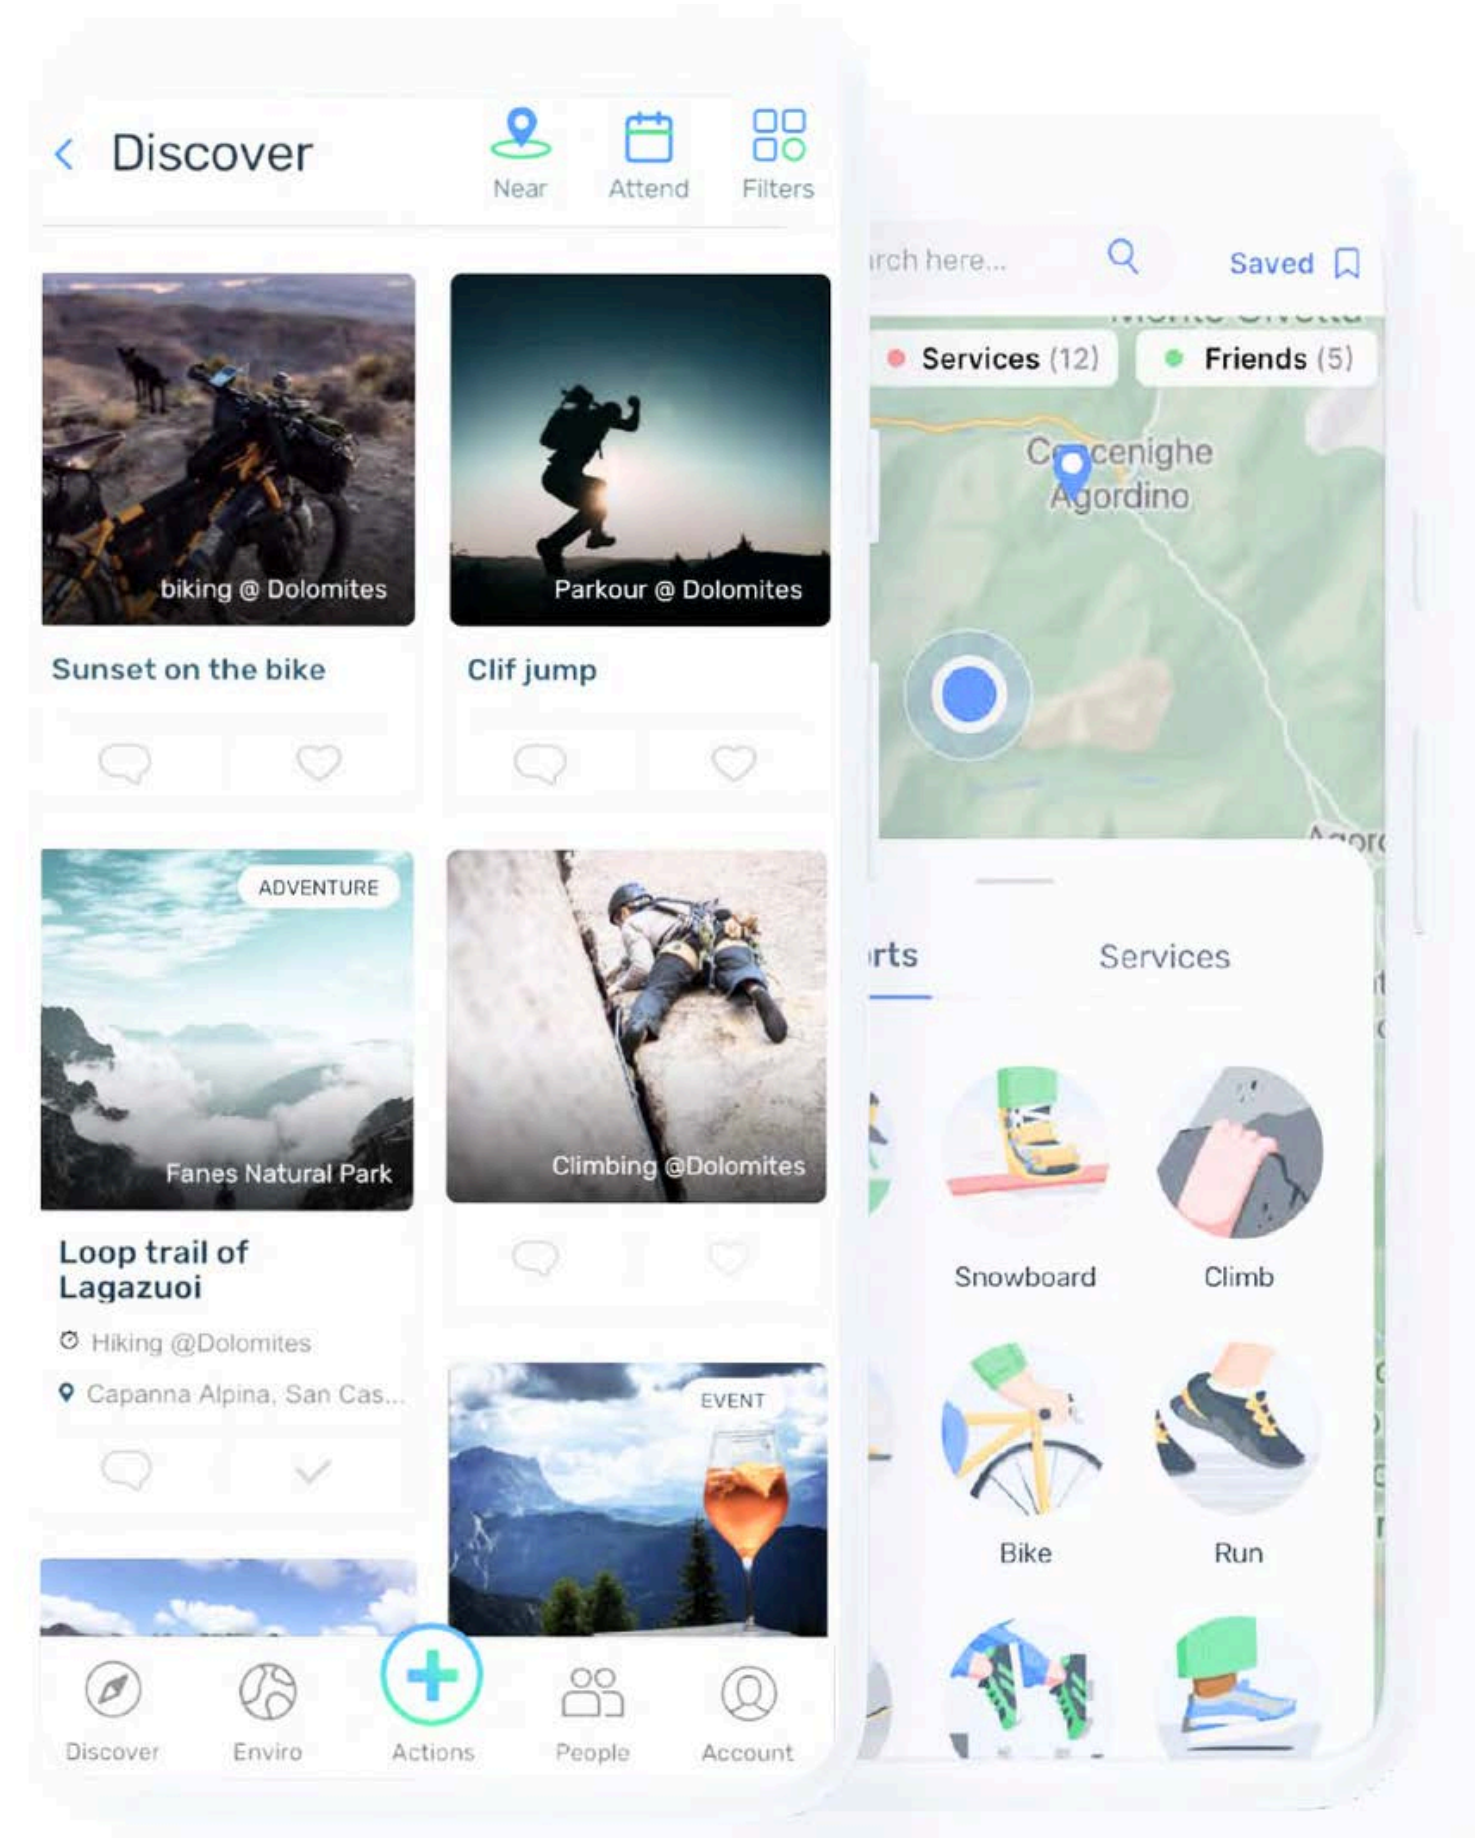 Discover
Near
Attend
Filters
biking @ Dolomites
Parkour @ Dolomites
Sunset on the bike
Clif jump
ADVENTURE
Fanes Natural Park
Climbing @Dolomites
Loop trail of
Lagazuoi
Hiking @Dolomites
Capanna Alpina, San Cas...
EVENT
Discover
Enviro
Actions
People
Account
here...
Saved
Services (12)
Friends (5)
Agordino
Services
Snowboard
Climb
Bike
Run